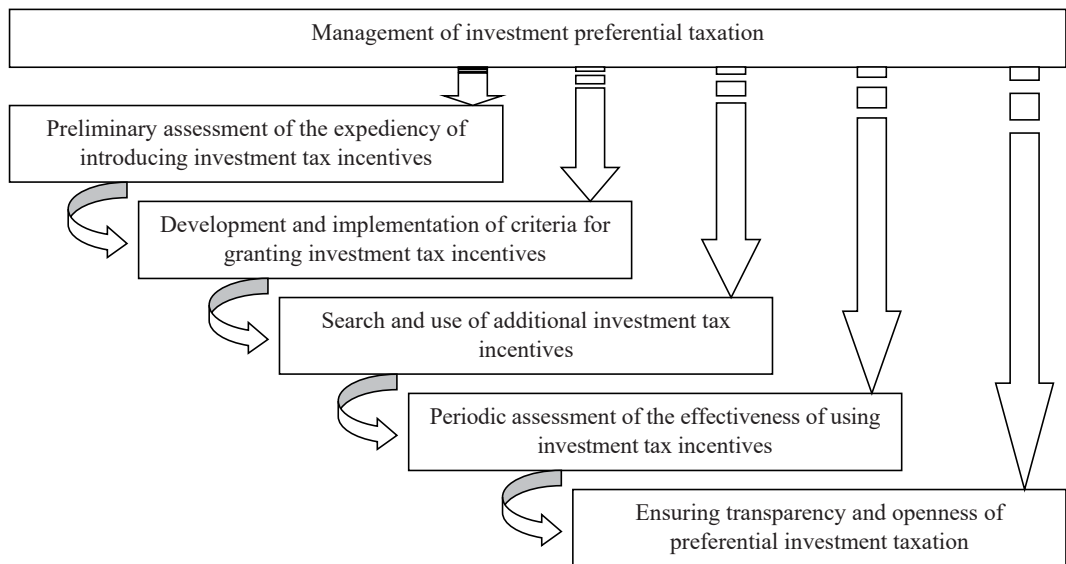 Management of investment preferential taxation
Preliminary assessment of the expediency of
introducing investment tax incentives
Development and implementation of criteria for
granting investment tax incentives
Search and use of additional investment tax
incentives
Periodic assessment of the effectiveness of using
investment tax incentives
Ensuring transparency and openness of
preferential investment taxation